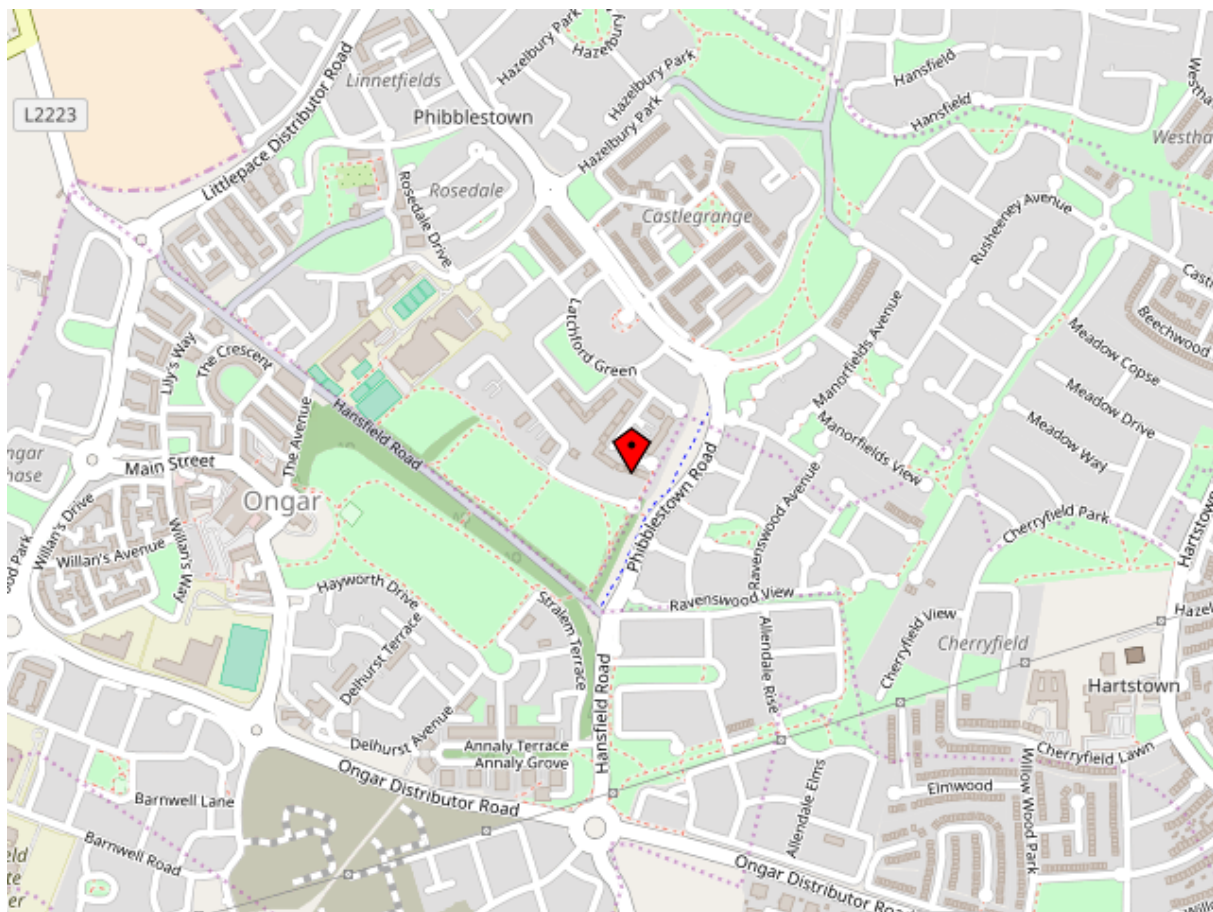 Hazelbury Park
Hazelbury
Linnetfields
Hazelbury Park
Hansfield
L2223
Phibblestown
Hansfield
Littlepace Distributor Road
Hazelbury Park
Rosedale
Rosedale Drive
Castlegrange
Rusheeney Avenue
Latchford Green
Manorfields Avenue
Meadow Copse
Beechwood
Lily's Way
The Crescent
Meadow Drive
Manorfields View
Meadow Way
Hansfield Road
The Avenue
Main Street
Ongar
Phibblestown Road
Ravenswood Avenue
Cherryfield Park
Hartstown
Willan's Drive
Willan's Avenue
Willan's Way
Hayworth Drive
Stralem Terrace
Ravenswood View
Cherryfield View
Cherryfield
Delhurst Terrace
Allendale Rise
Hartstown
Hansfield Road
Delhurst Avenue
Annaly Terrace
Annaly Grove
Cherryfield Lawn
Ongar Distributor Road
Elmwood
Willow Wood Park
Barnwell Lane
Allendale Elms
Barnwell Road
Ongar Distributor Road